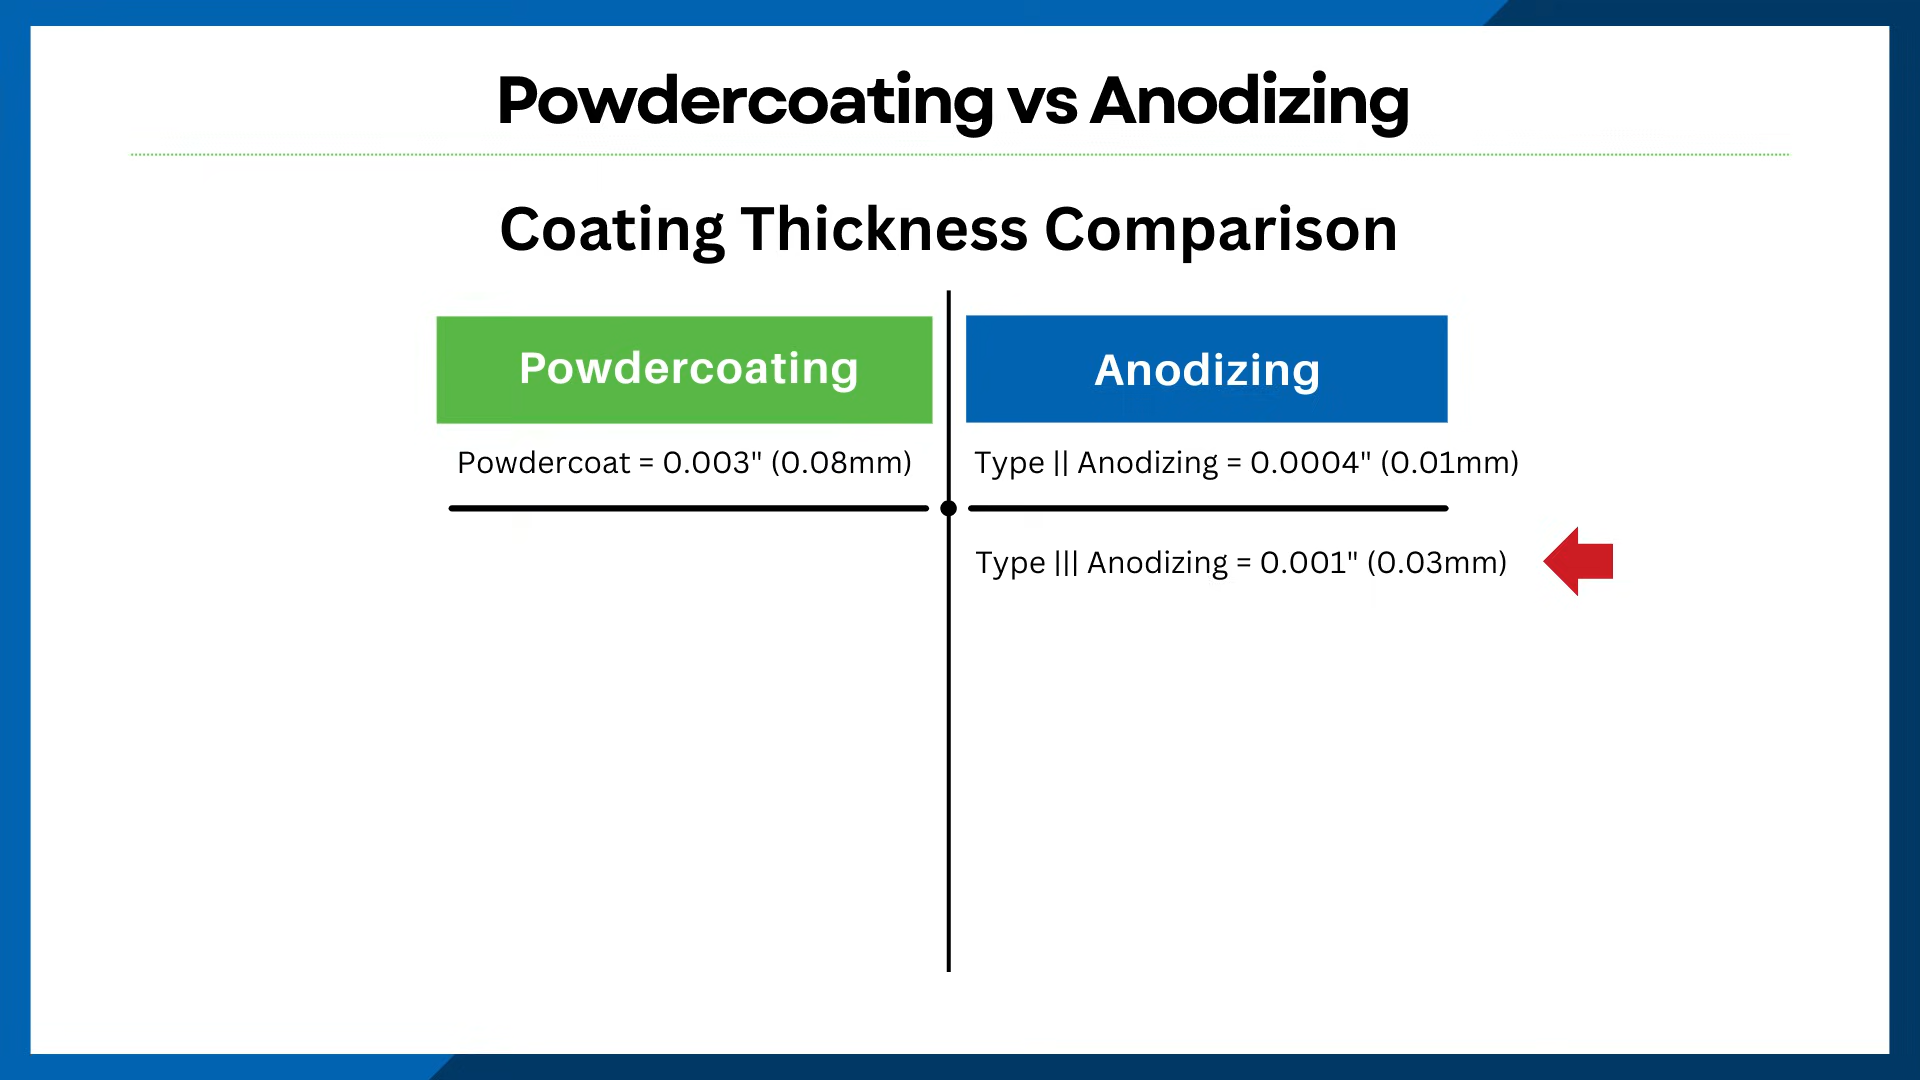 Powdercoating vs Anodizing
Coating Thickness Comparison
Powdercoating
Anodizing
Powdercoat = 0.003" (0.08mm)
Type || Anodizing = 0.0004" (0.01mm)
Type ||| Anodizing = 0.001" (0.03mm)